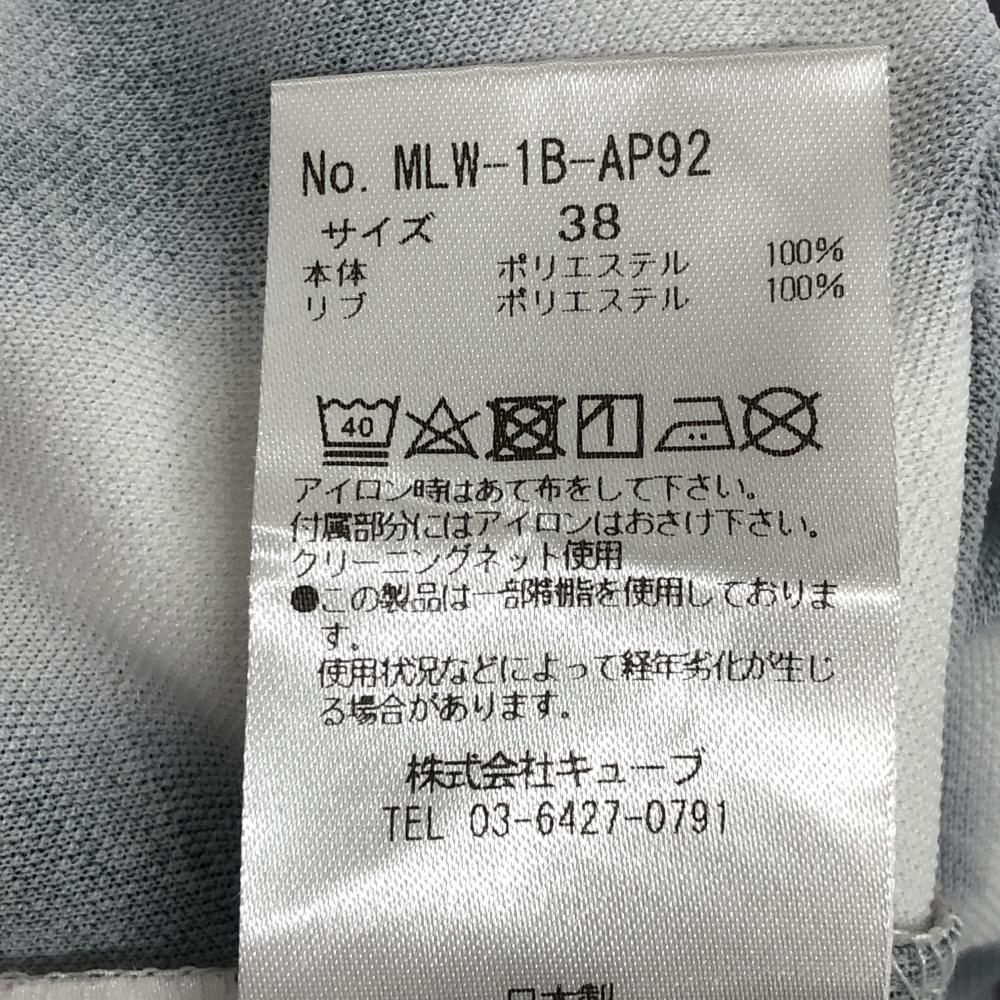 No. MLW-1B-AP92
サイズ 38
本体 ポリエステル 100%
リブ ポリエステル 100%
40
アイロン時はあて布をして下さい。
付属部分にはアイロンはおさけ下さい。
クリーニングネット使用
●この製品は一部樹脂を使用しておりま
す。
使用状況などによって経年劣化が生じ
る場合があります。
株式会社キューブ
TEL 03-6427-0791
日本製